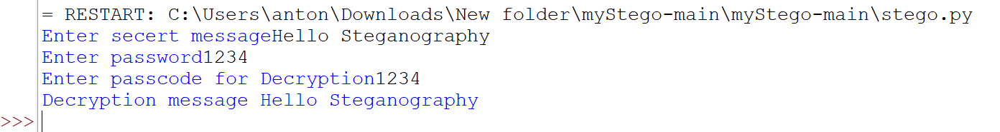 = RESTART: C:\Users\anton\Downloads\New folder\myStego-main\myStego-main\stego.py
Enter secert messageHello Steganography
Enter password1234
Enter passcode for Decryption1234
Decryption message Hello Steganography
>>>